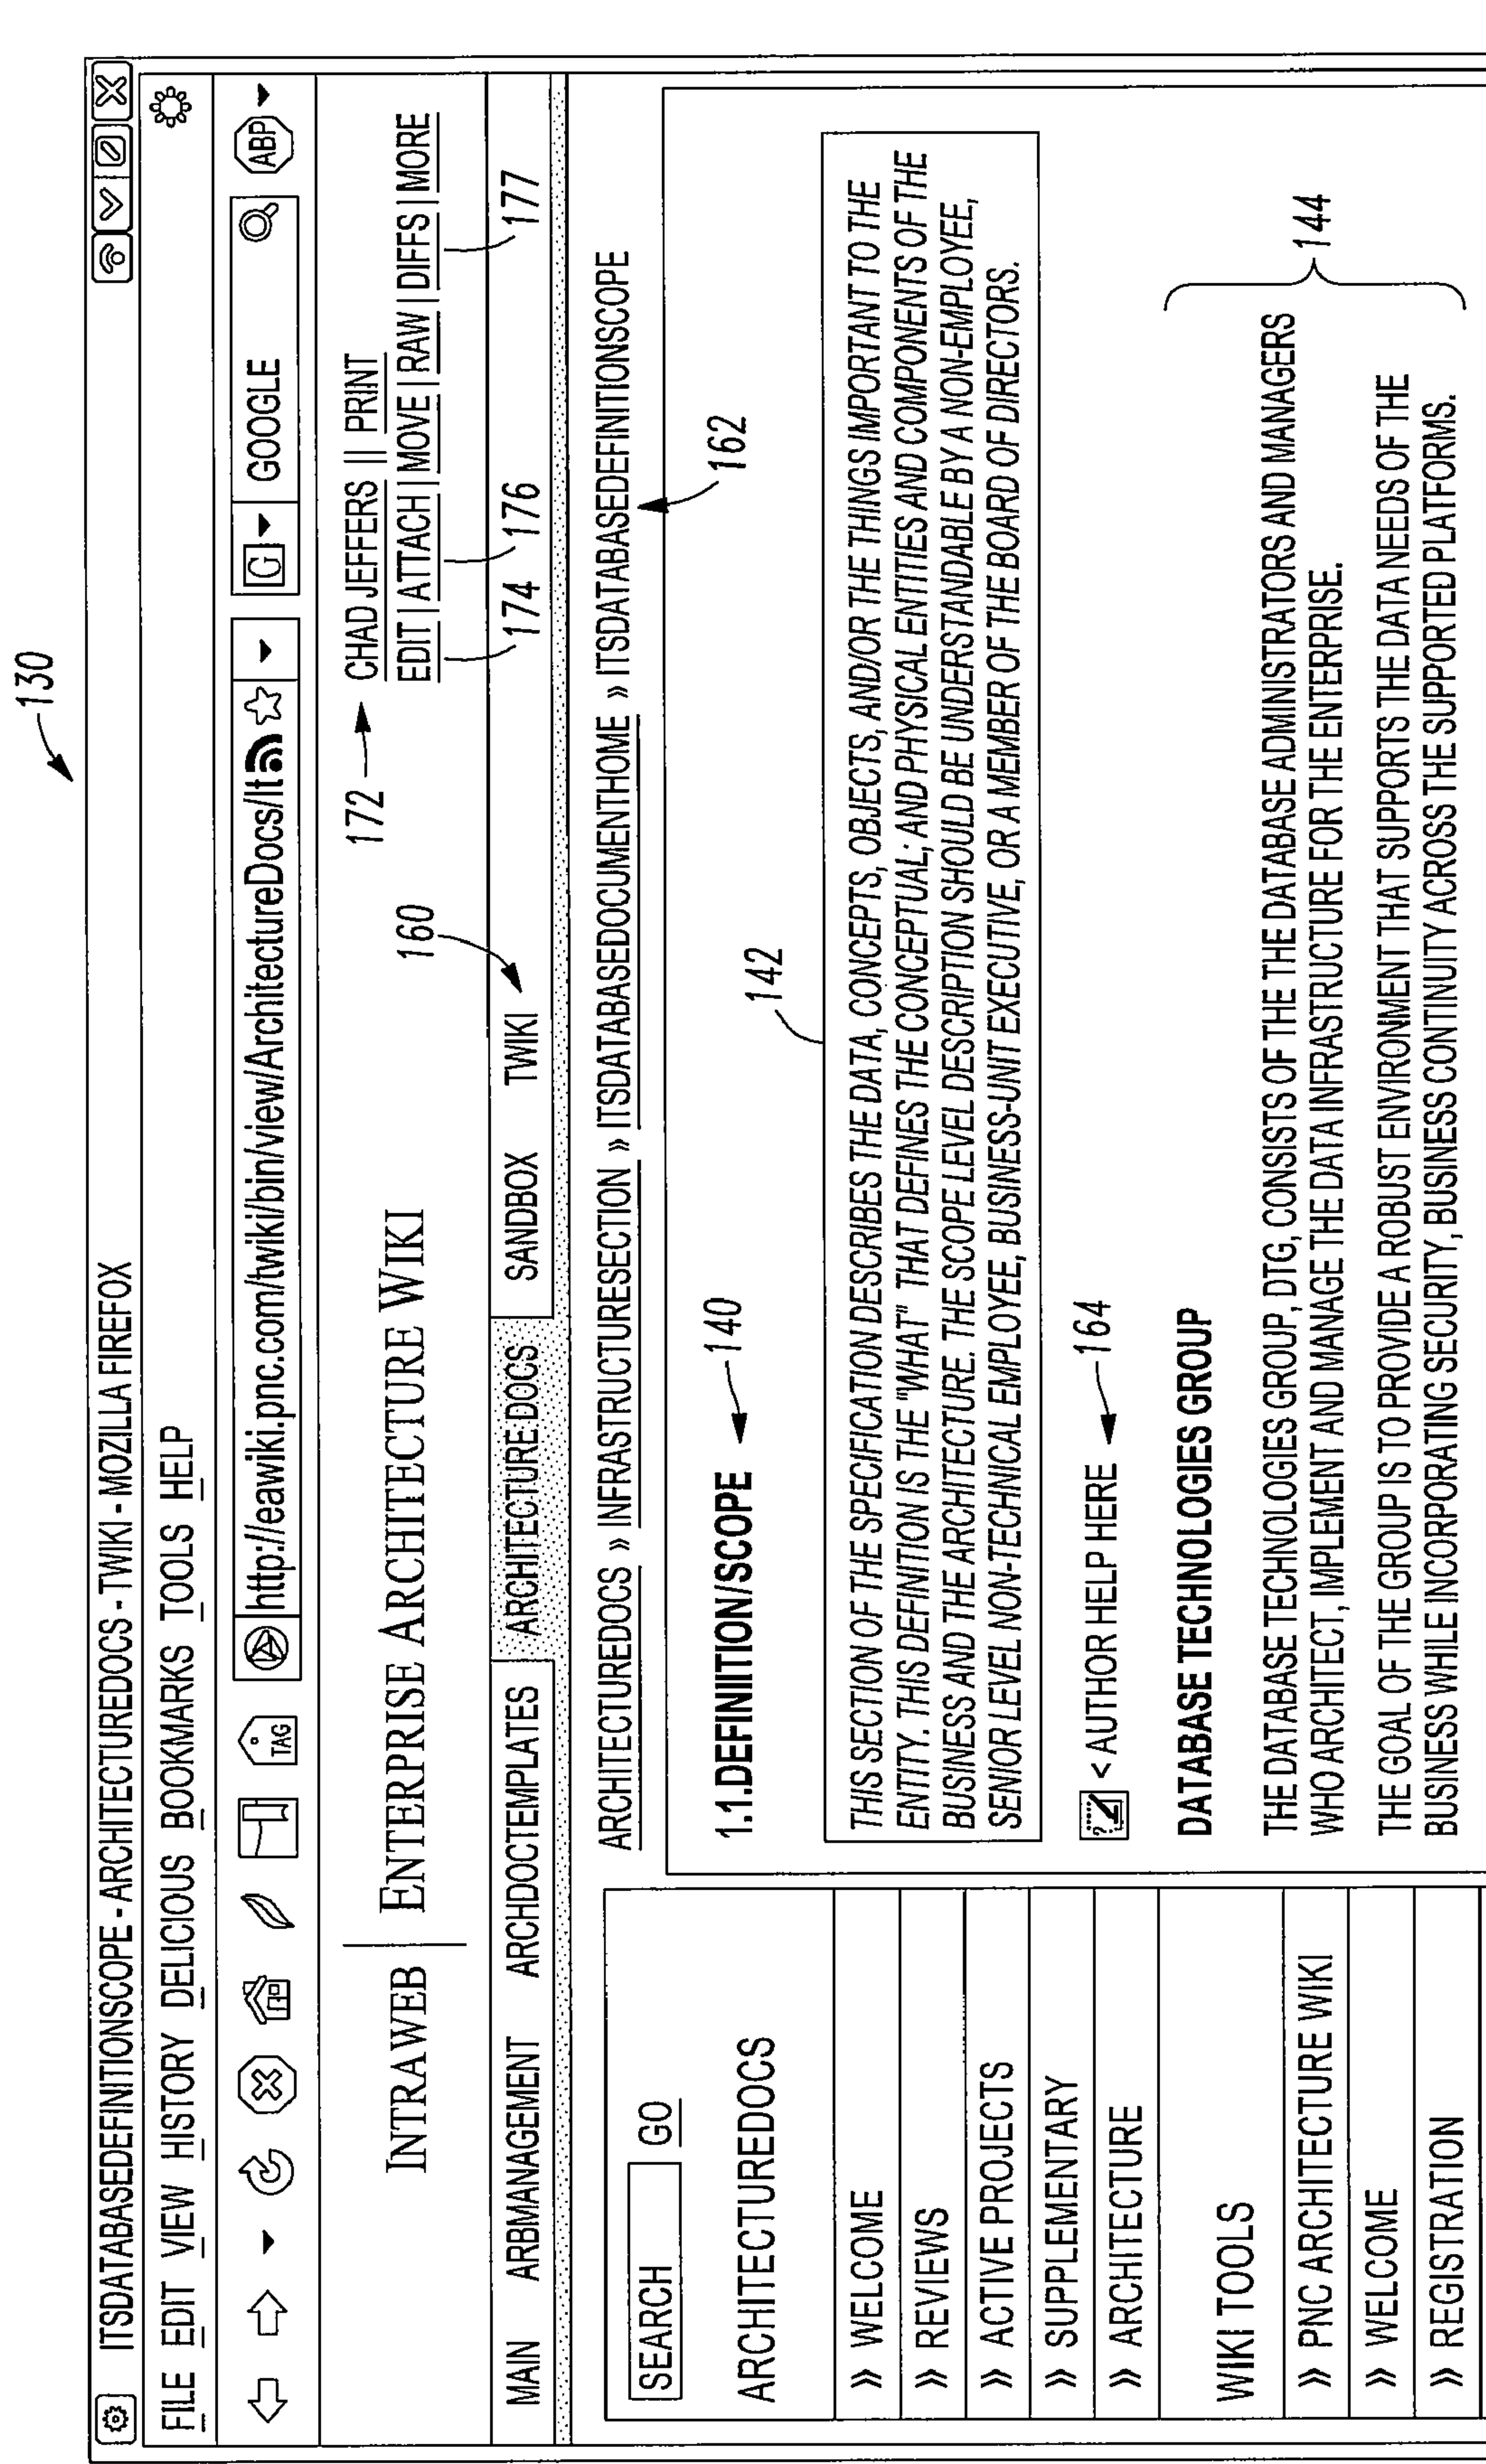 130
ITSDATABASEDEFINITIONSCOPE - ARCHITECTUREDOCS - TWIKI - MOZILLA FIREFOX
FILE EDIT VIEW HISTORY DELICIOUS BOOKMARKS TOOLS HELP
TAG http://eawiki.pnc.com/twiki/bin/view/ArchitectureDocs/It G GOOGLE ABP
172 CHAD JEFFERS || PRINT
INTRAWEB | ENTERPRISE ARCHITECTURE WIKI
EDIT | ATTACH | MOVE | RAW | DIFFS | MORE
160 174 176 177
MAIN ARBMANAGEMENT ARCHDOCTEMPLATES ARCHITECTURE DOCS SANDBOX TWIKI
ARCHITECTUREDOCS » INFRASTRUCTURESECTION » ITSDATABASEDOCUMENTHOME » ITSDATABASEDEFINITIONSCOPE
162
SEARCH GO
ARCHITECTUREDOCS
» WELCOME
» REVIEWS
» ACTIVE PROJECTS
» SUPPLEMENTARY
» ARCHITECTURE
WIKI TOOLS
» PNC ARCHITECTURE WIKI
» WELCOME
» REGISTRATION
1.1.DEFINIITION/SCOPE 140
142
THIS SECTION OF THE SPECIFICATION DESCRIBES THE DATA, CONCEPTS, OBJECTS, AND/OR THE THINGS IMPORTANT TO THE
ENTITY. THIS DEFINITION IS THE "WHAT" THAT DEFINES THE CONCEPTUAL; AND PHYSICAL ENTITIES AND COMPONENTS OF THE
BUSINESS AND THE ARCHITECTURE. THE SCOPE LEVEL DESCRIPTION SHOULD BE UNDERSTANDABLE BY A NON-EMPLOYEE,
SENIOR LEVEL NON-TECHNICAL EMPLOYEE, BUSINESS-UNIT EXECUTIVE, OR A MEMBER OF THE BOARD OF DIRECTORS.
? < AUTHOR HELP HERE 164
DATABASE TECHNOLOGIES GROUP
THE DATABASE TECHNOLOGIES GROUP, DTG, CONSISTS OF THE THE DATABASE ADMINISTRATORS AND MANAGERS
WHO ARCHITECT, IMPLEMENT AND MANAGE THE DATA INFRASTRUCTURE FOR THE ENTERPRISE.
144
THE GOAL OF THE GROUP IS TO PROVIDE A ROBUST ENVIRONMENT THAT SUPPORTS THE DATA NEEDS OF THE
BUSINESS WHILE INCORPORATING SECURITY, BUSINESS CONTINUITY ACROSS THE SUPPORTED PLATFORMS.